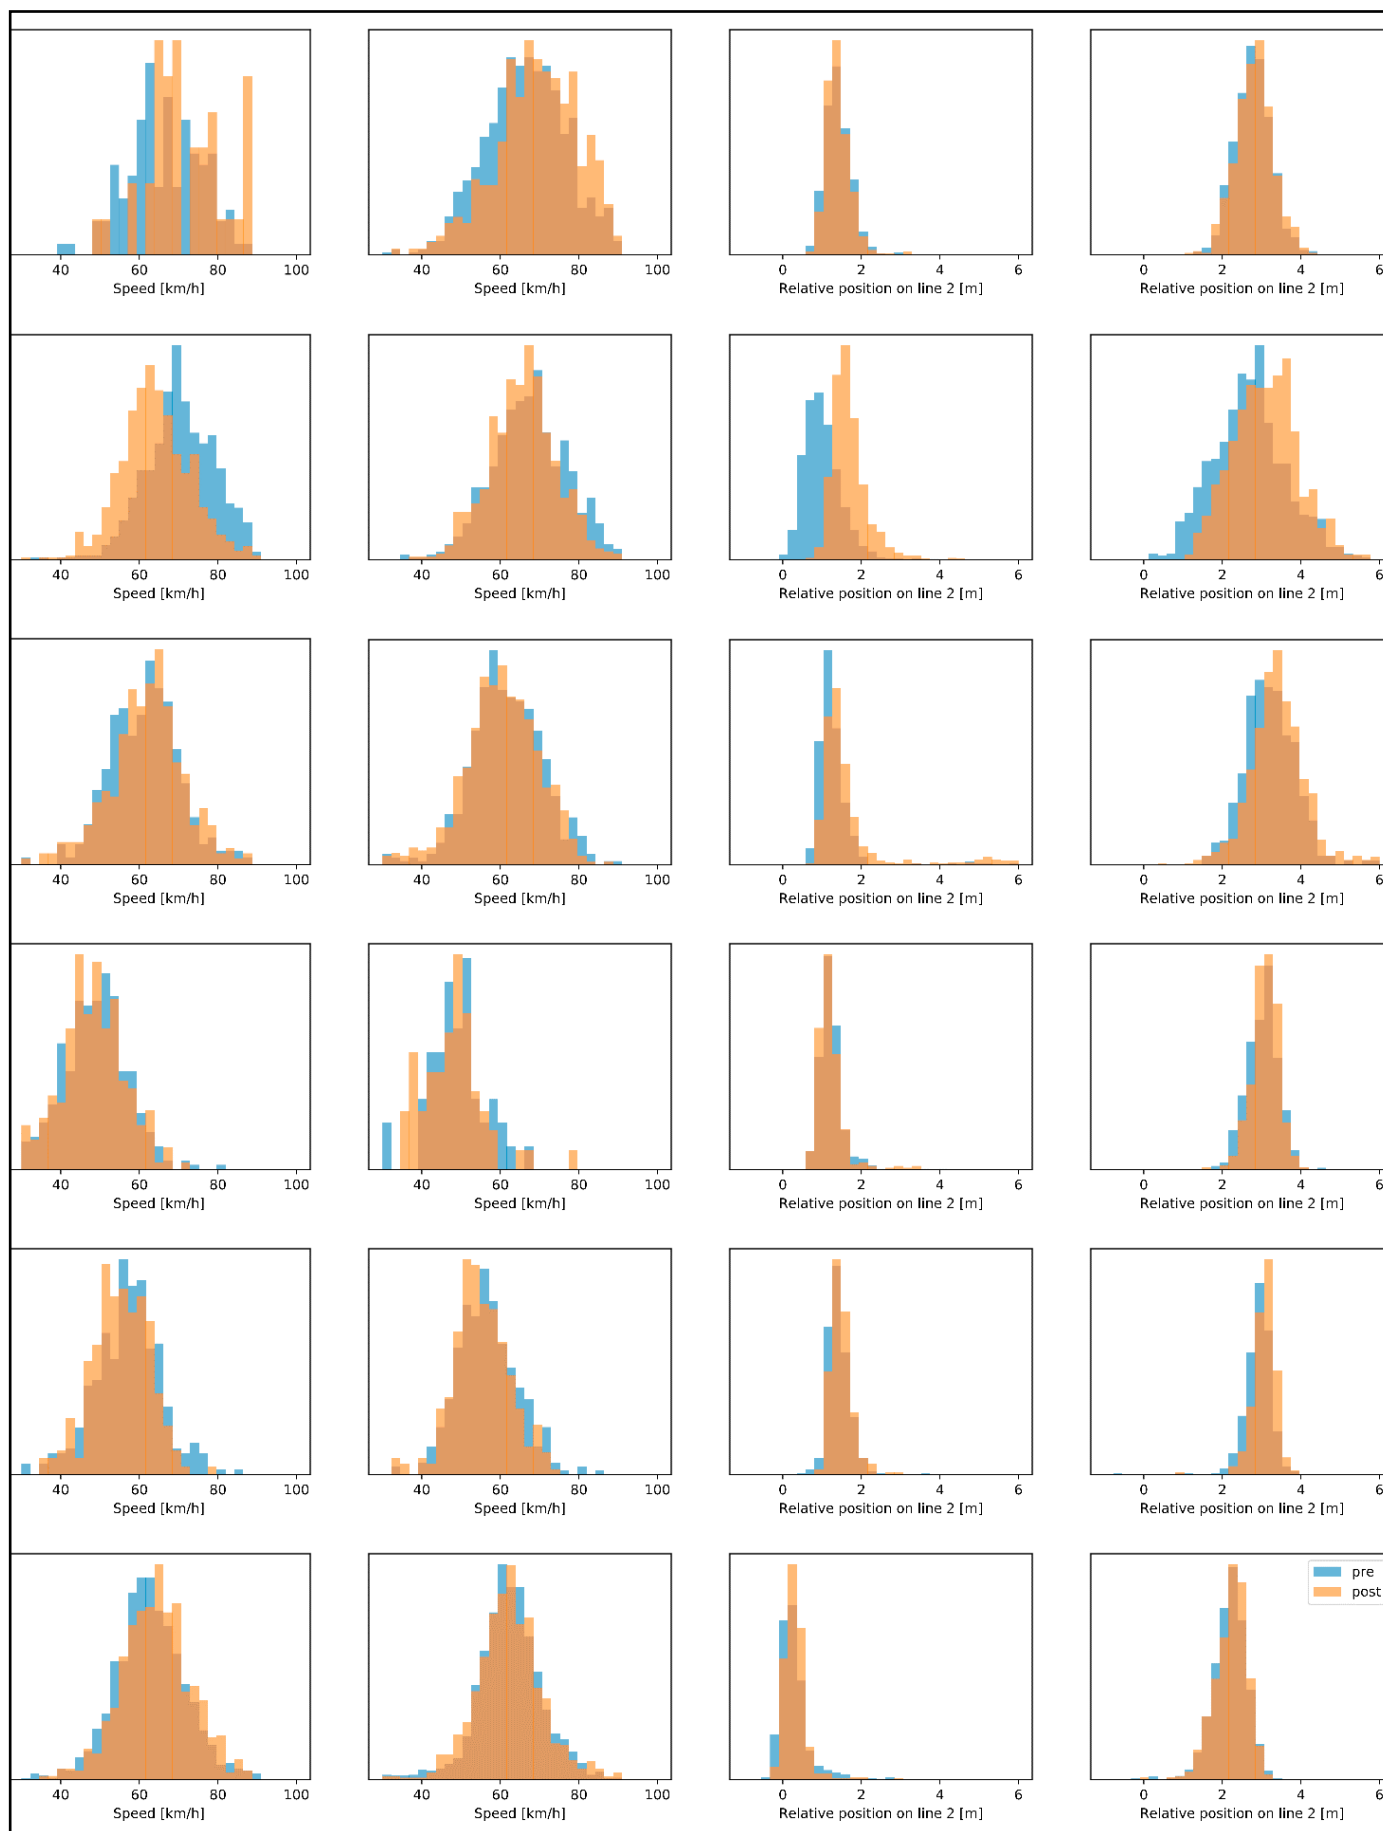 40 60 80 100 40 60 80 100 0 2 4 6 0 2 4 6
Speed [km/h] Speed [km/h] Relative position on line 2 [m] Relative position on line 2 [m]
40 60 80 100 40 60 80 100 0 2 4 6 0 2 4 6
Speed [km/h] Speed [km/h] Relative position on line 2 [m] Relative position on line 2 [m]
40 60 80 100 40 60 80 100 0 2 4 6 0 2 4 6
Speed [km/h] Speed [km/h] Relative position on line 2 [m] Relative position on line 2 [m]
40 60 80 100 40 60 80 100 0 2 4 6 0 2 4 6
Speed [km/h] Speed [km/h] Relative position on line 2 [m] Relative position on line 2 [m]
40 60 80 100 40 60 80 100 0 2 4 6 0 2 4 6
Speed [km/h] Speed [km/h] Relative position on line 2 [m] Relative position on line 2 [m]
pre
post
40 60 80 100 40 60 80 100 0 2 4 6 0 2 4 6
Speed [km/h] Speed [km/h] Relative position on line 2 [m] Relative position on line 2 [m]